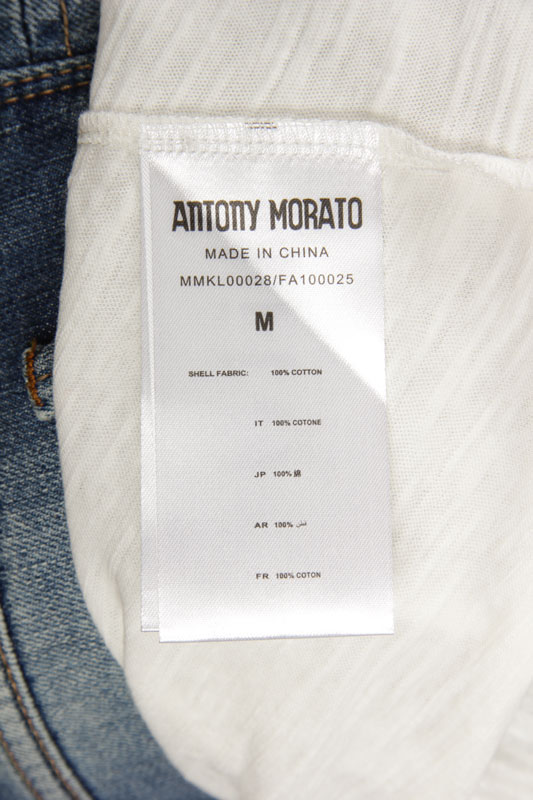 ANTONY MORATO
MADE IN CHINA
MMKL00028/FA100025
M
SHELL FABRIC: 100% COTTON
IT 100% COTONE
JP 100% 綿
AR 100%
FR 100% COTON